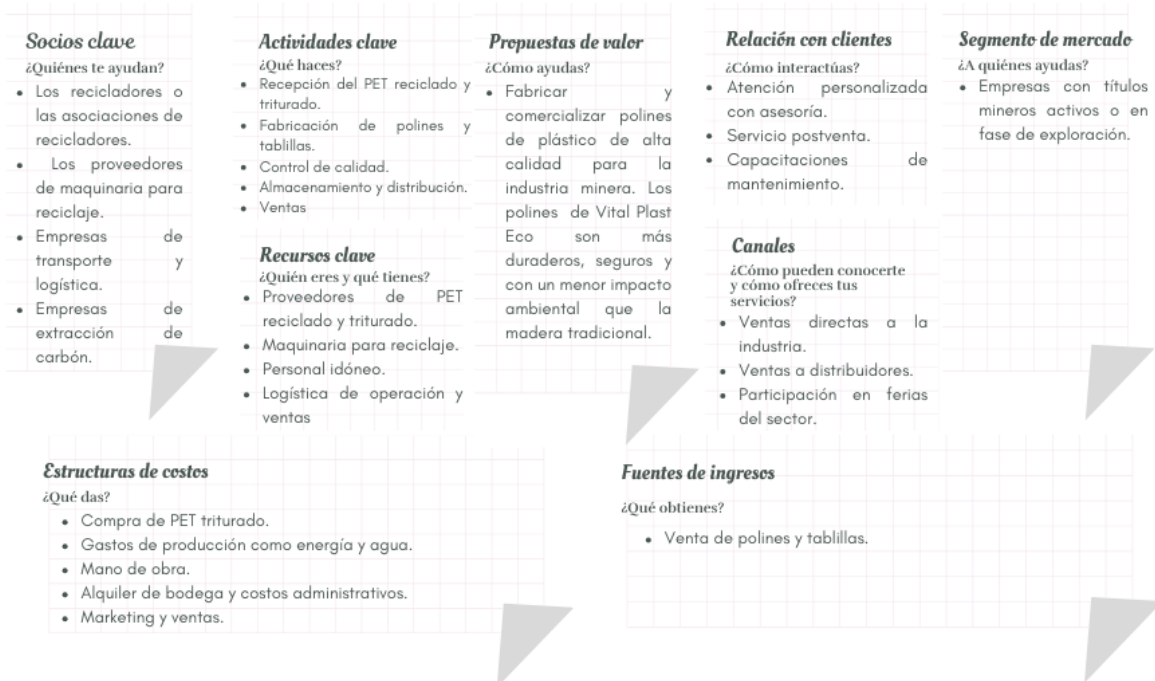 Socios clave
¿Quiénes te ayudan?
• Los recicladores o
las asociaciones de
recicladores.
• Los proveedores
de maquinaria para
reciclaje.
• Empresas de
transporte y
logística.
• Empresas de
extracción de
carbón.
Actividades clave
¿Qué haces?
• Recepción del PET reciclado y
triturado.
• Fabricación de polines y
tablillas.
• Control de calidad.
• Almacenamiento y distribución.
• Ventas
Recursos clave
¿Quién eres y qué tienes?
• Proveedores de PET
reciclado y triturado.
• Maquinaria para reciclaje.
• Personal idóneo.
• Logística de operación y
ventas
Propuestas de valor
¿Cómo ayudas?
• Fabricar y
comercializar polines
de plástico de alta
calidad para la
industria minera. Los
polines de Vital Plast
Eco son más
duraderos, seguros y
con un menor impacto
ambiental que la
madera tradicional.
Relación con clientes
¿Cómo interactúas?
• Atención personalizada
con asesoría.
• Servicio postventa.
• Capacitaciones de
mantenimiento.
Canales
¿Cómo pueden conocerte
y cómo ofreces tus
servicios?
• Ventas directas a la
industria.
• Ventas a distribuidores.
• Participación en ferias
del sector.
Segmento de mercado
¿A quiénes ayudas?
• Empresas con títulos
mineros activos o en
fase de exploración.
Estructuras de costos
¿Qué das?
• Compra de PET triturado.
• Gastos de producción como energía y agua.
• Mano de obra.
• Alquiler de bodega y costos administrativos.
• Marketing y ventas.
Fuentes de ingresos
¿Qué obtienes?
• Venta de polines y tablillas.